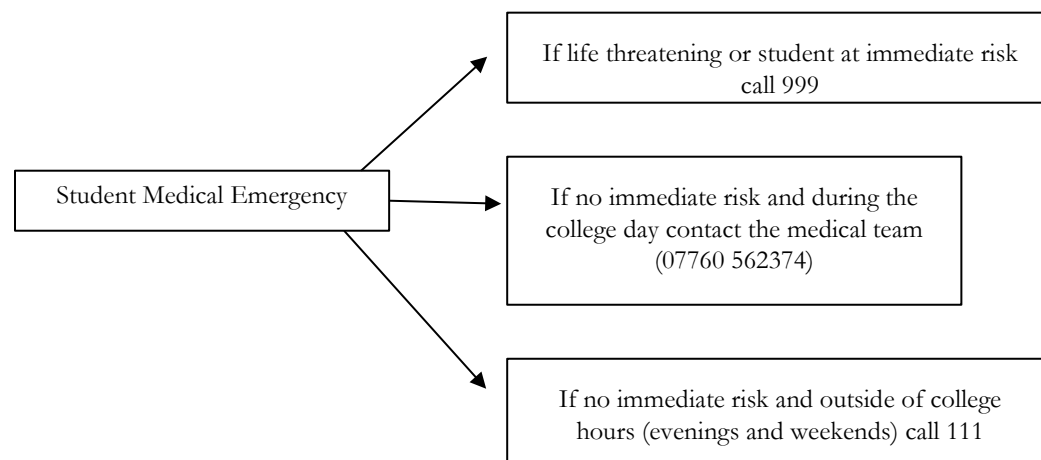 If life threatening or student at immediate risk
call 999
Student Medical Emergency
If no immediate risk and during the
college day contact the medical team
(07760 562374)
If no immediate risk and outside of college
hours (evenings and weekends) call 111